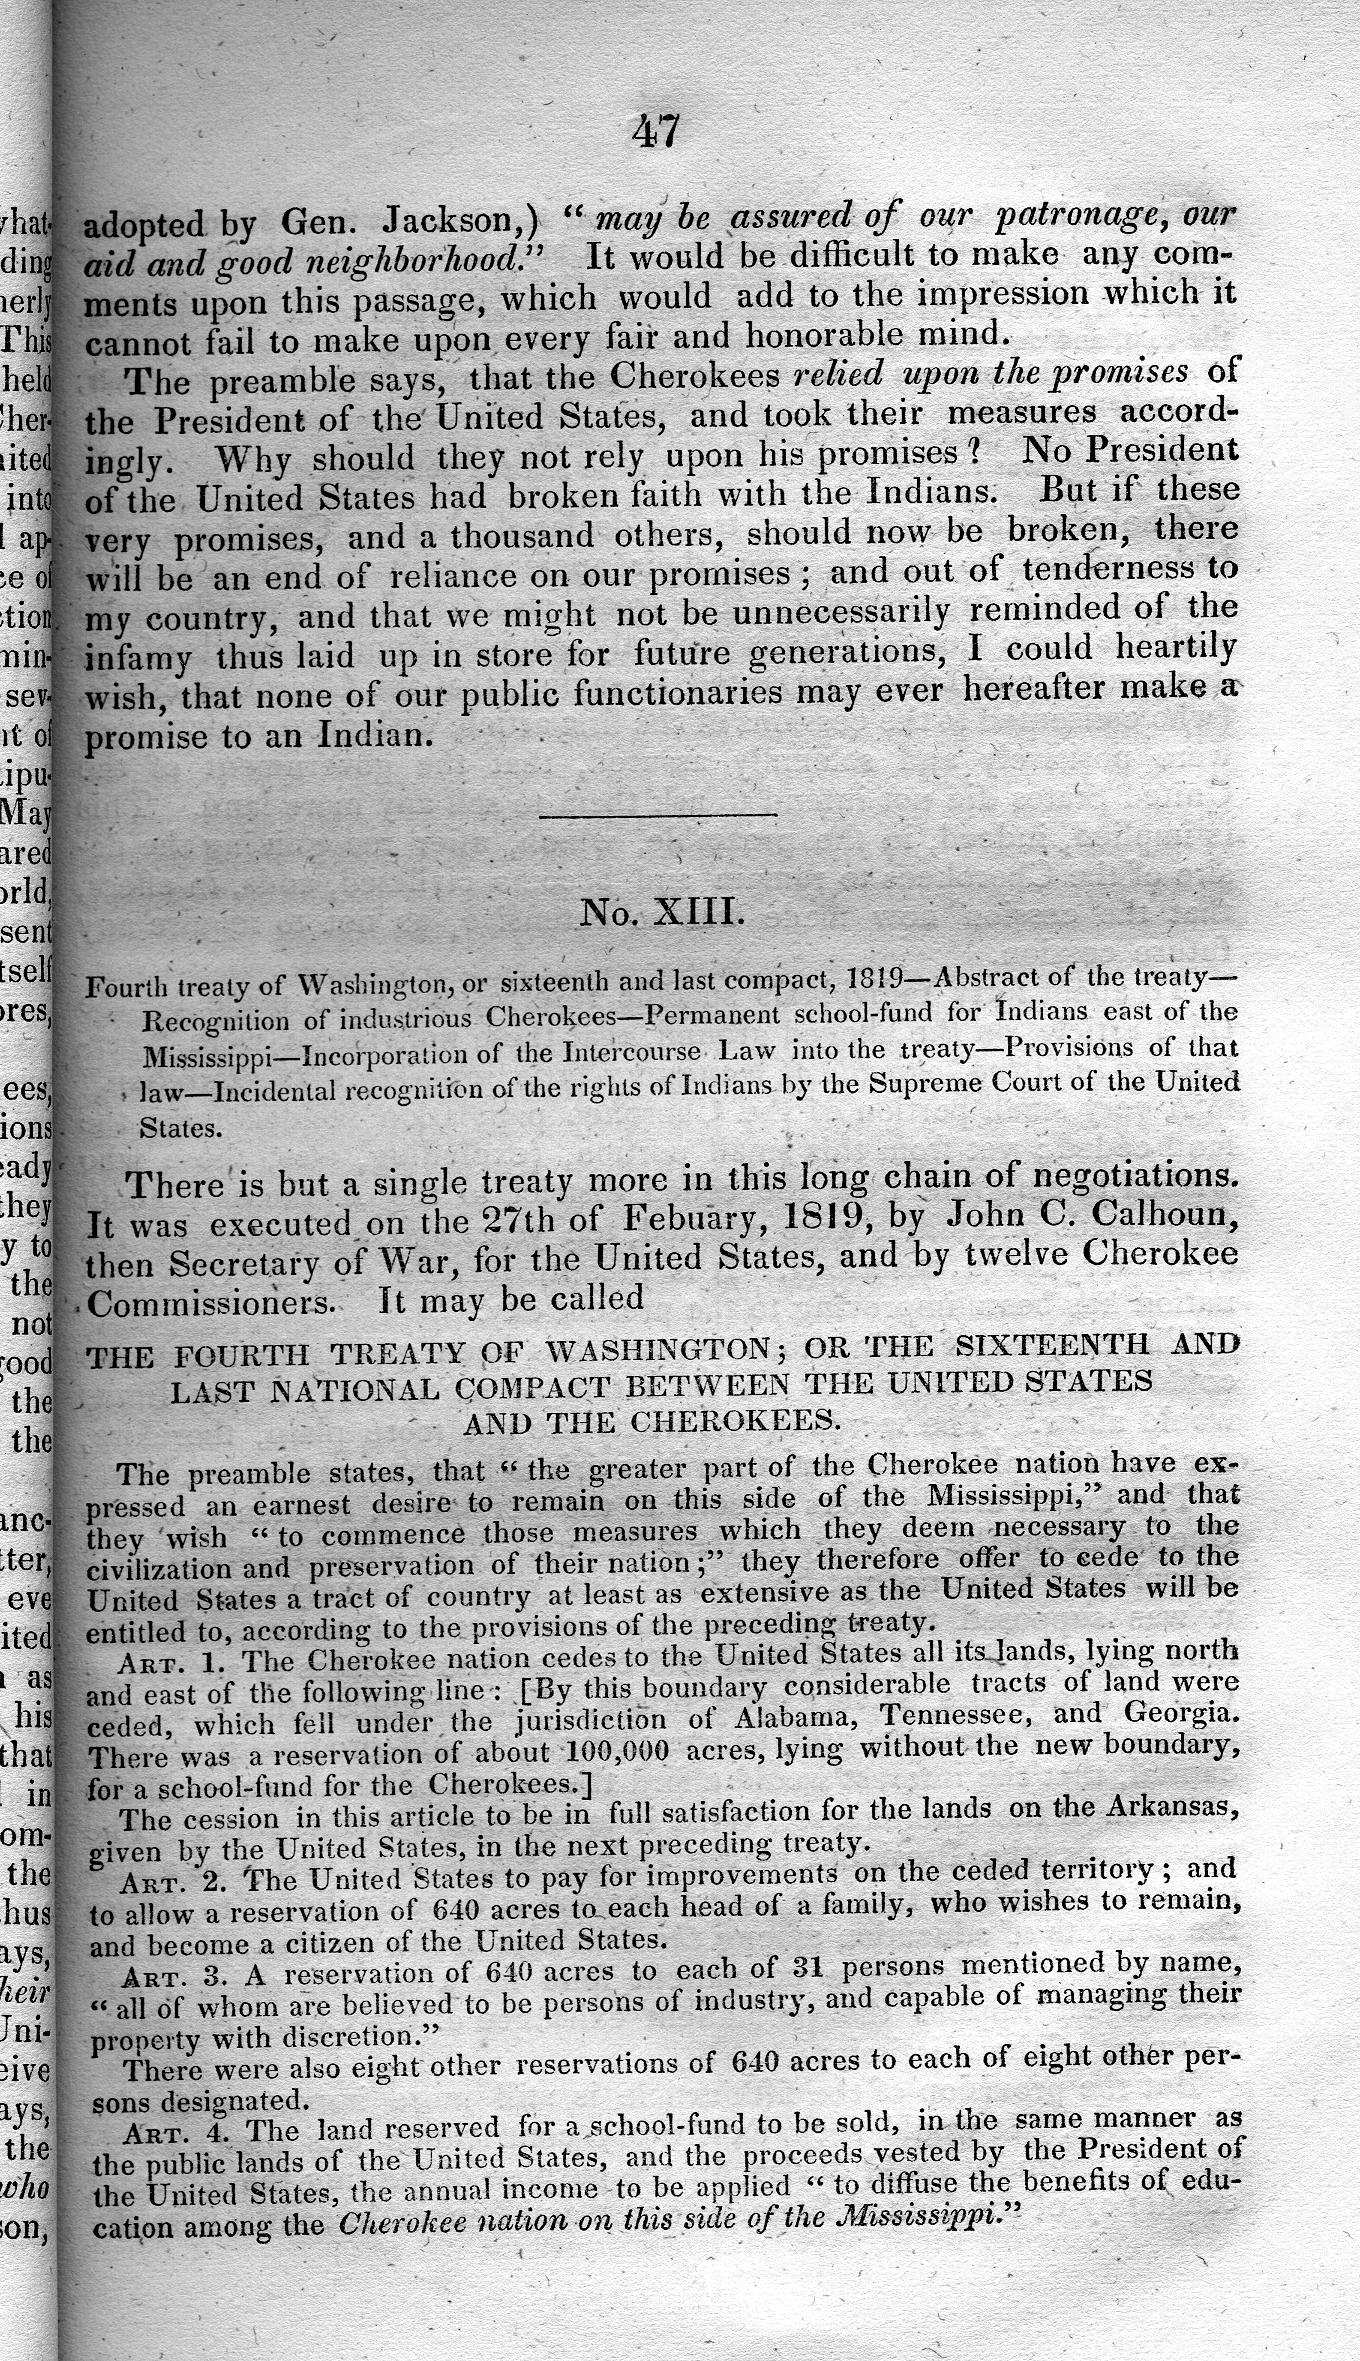 47
adopted by Gen. Jackson,) “ may be assured of our patronage, our
aid and good neighborhood.” It would be difficult to make any com-
ments upon this passage, which would add to the impression which it
cannot fail to make upon every fair and honorable mind.
The preamble says, that the Cherokees relied upon the promises of
the President of the United States, and took their measures accord-
ingly. Why should they not rely upon his promises? No President
of the United States had broken faith with the Indians. But if these
very promises, and a thousand others, should now be broken, there
will be an end of reliance on our promises; and out of tenderness to
my country, and that we might not be unnecessarily reminded of the
infamy thus laid up in store for future generations, I could heartily
wish, that none of our public functionaries may ever hereafter make a
promise to an Indian.
No. XIII.
Fourth treaty of Washington, or sixteenth and last compact, 1819—Abstract of the treaty—
Recognition of industrious Cherokees—Permanent school-fund for Indians east of the
Mississippi—Incorporation of the Intercourse Law into the treaty—Provisions of that
law—Incidental recognition of the rights of Indians by the Supreme Court of the United
States.
There is but a single treaty more in this long chain of negotiations.
It was executed on the 27th of Febuary, 1819, by John C. Calhoun,
then Secretary of War, for the United States, and by twelve Cherokee
Commissioners. It may be called
THE FOURTH TREATY OF WASHINGTON; OR THE SIXTEENTH AND
LAST NATIONAL COMPACT BETWEEN THE UNITED STATES
AND THE CHEROKEES.
The preamble states, that “ the greater part of the Cherokee nation have ex-
pressed an earnest desire to remain on this side of the Mississippi,” and that
they wish “ to commence those measures which they deem necessary to the
civilization and preservation of their nation;” they therefore offer to cede to the
United States a tract of country at least as extensive as the United States will be
entitled to, according to the provisions of the preceding treaty.
ART. 1. The Cherokee nation cedes to the United States all its lands, lying north
and east of the following line: [By this boundary considerable tracts of land were
ceded, which fell under the jurisdiction of Alabama, Tennessee, and Georgia.
There was a reservation of about 100,000 acres, lying without the new boundary,
for a school-fund for the Cherokees.]
The cession in this article to be in full satisfaction for the lands on the Arkansas,
given by the United States, in the next preceding treaty.
ART. 2. The United States to pay for improvements on the ceded territory; and
to allow a reservation of 640 acres to each head of a family, who wishes to remain,
and become a citizen of the United States.
ART. 3. A reservation of 640 acres to each of 31 persons mentioned by name,
“ all of whom are believed to be persons of industry, and capable of managing their
property with discretion.”
There were also eight other reservations of 640 acres to each of eight other per-
sons designated.
ART. 4. The land reserved for a school-fund to be sold, in the same manner as
the public lands of the United States, and the proceeds vested by the President of
the United States, the annual income to be applied “ to diffuse the benefits of edu-
cation among the Cherokee nation on this side of the Mississippi.”